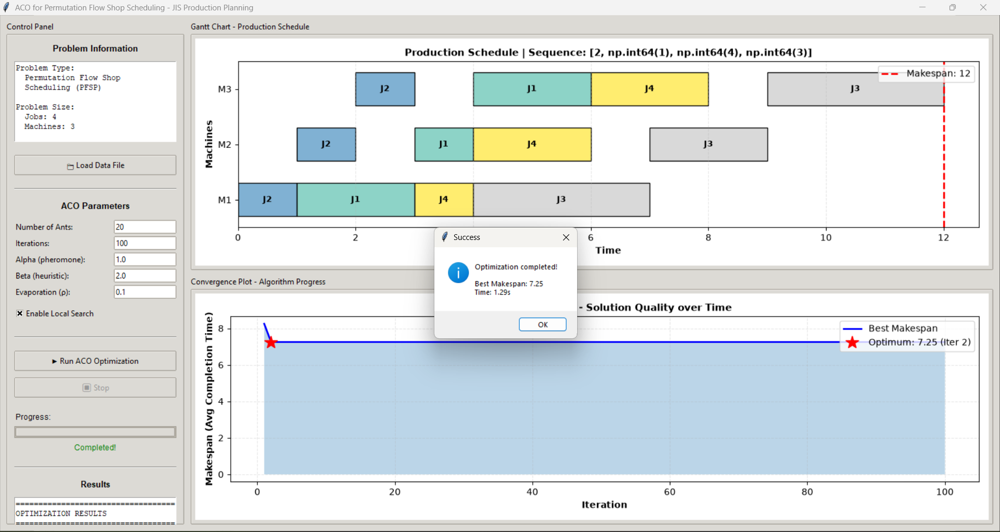 ACO for Permutation Flow Shop Scheduling - JIS Production Planning
Control Panel
Problem Information
Problem Type:
Permutation Flow Shop
Scheduling (PFSP)
Problem Size:
Jobs: 4
Machines: 3
Load Data File
ACO Parameters
Number of Ants: 20
Iterations: 100
Alpha (pheromone): 1.0
Beta (heuristic): 2.0
Evaporation (ρ): 0.1
Enable Local Search
Run ACO Optimization
Stop
Progress:
Completed!
Results
===================================
OPTIMIZATION RESULTS
===================================
Gantt Chart - Production Schedule
Production Schedule | Sequence: [2, np.int64(1), np.int64(4), np.int64(3)]
Makespan: 12
Machines
M3
J2 J1 J4 J3
M2
J2 J1 J4 J3
M1
J2 J1 J4 J3
0 2 6 8 10 12
Time
Success
Optimization completed!
Best Makespan: 7.25
Time: 1.29s
OK
Convergence Plot - Algorithm Progress
- Solution Quality over Time
Best Makespan
Optimum: 7.25 (Iter 2)
Makespan (Avg Completion Time)
8
6
4
2
0
0 20 40 60 80 100
Iteration